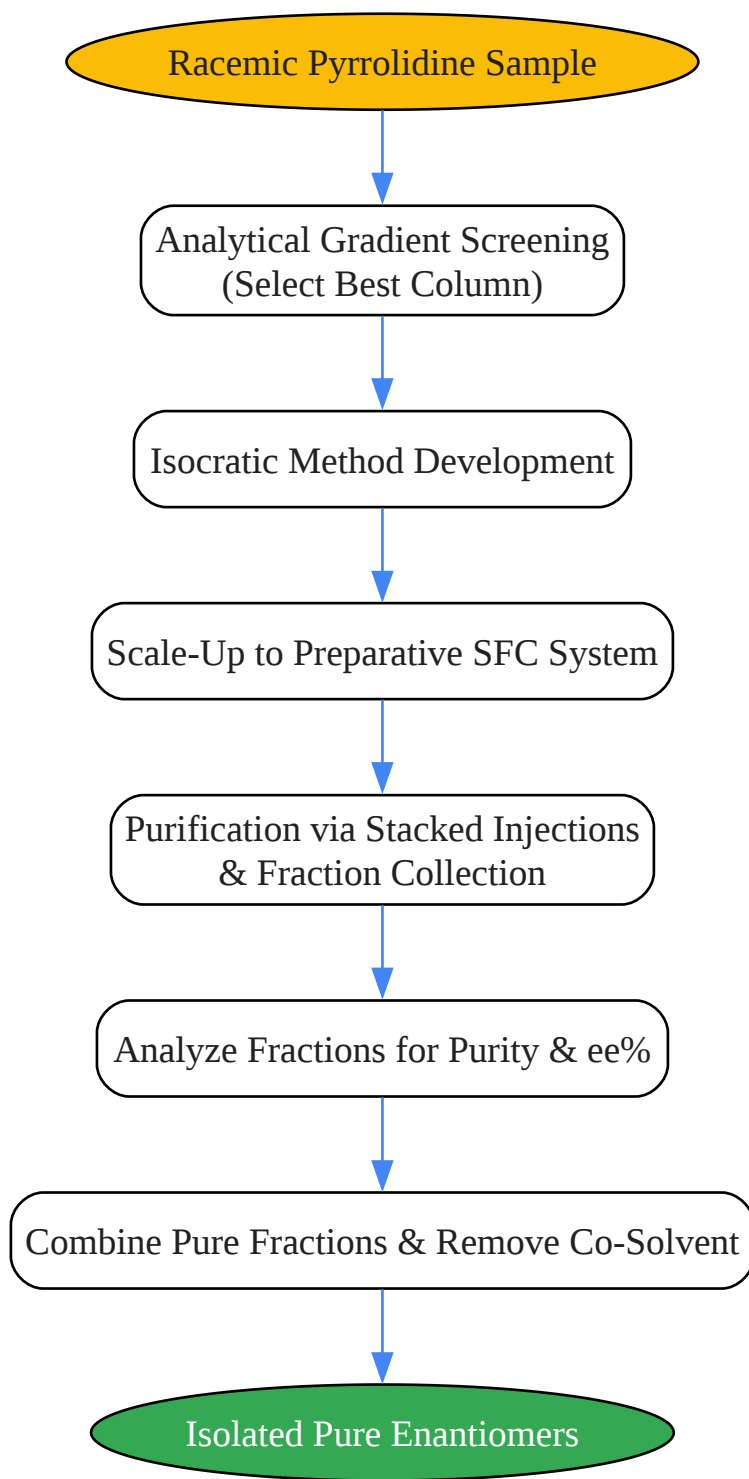 Racemic Pyrrolidine Sample
Analytical Gradient Screening
(Select Best Column)
Isocratic Method Development
Scale-Up to Preparative SFC System
Purification via Stacked Injections
& Fraction Collection
Analyze Fractions for Purity & ee%
Combine Pure Fractions & Remove Co-Solvent
Isolated Pure Enantiomers